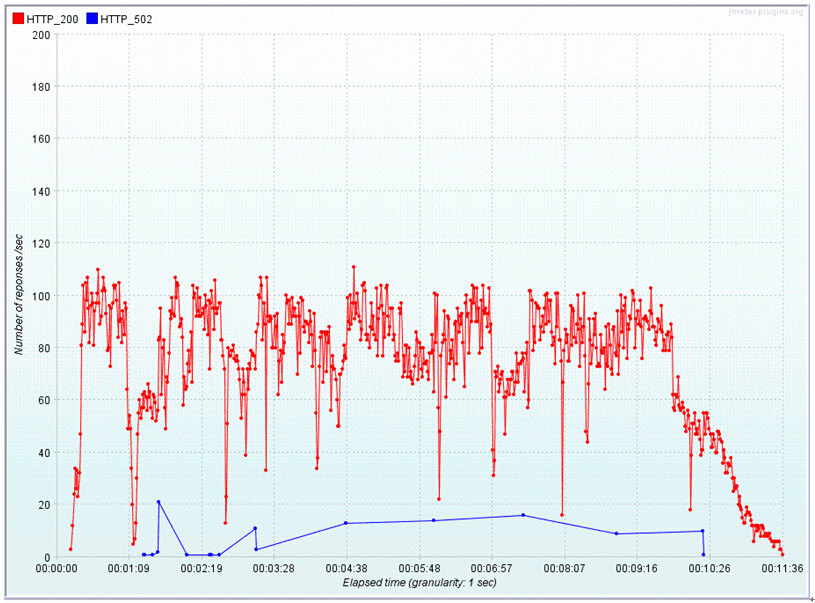 jmeter-plugins.org
HTTP_200 HTTP_502
200
180
160
140
120
100
80
60
40
20
0
Number of reponses /sec
00:00:00 00:01:09 00:02:19 00:03:28 00:04:38 00:05:48 00:06:57 00:08:07 00:09:16 00:10:26 00:11:36
Elapsed time (granularity: 1 sec)